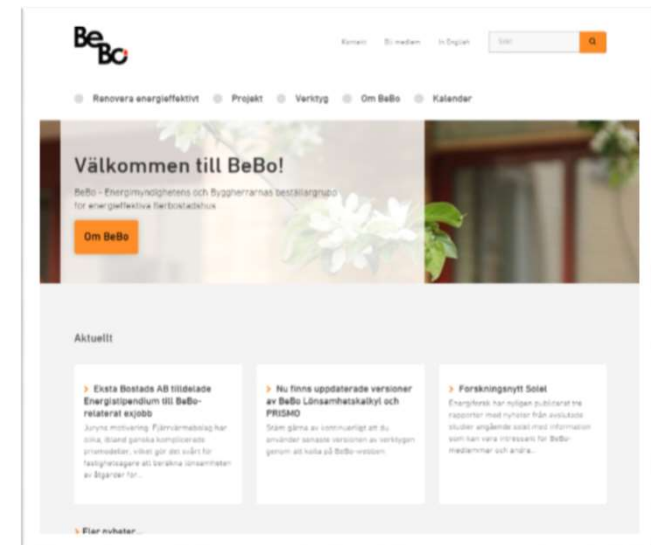 BeBo
Kontakt Bli medlem In English Sök
Renovera energieffektivt Projekt Verktyg Om BeBo Kalender
Välkommen till BeBo!
BeBo - Energimyndighetens och Byggherrarnas beställargrupp
för energieffektiva flerbostadshus
Om BeBo
Aktuellt
Eksta Bostads AB tilldelade
Energistipendium till BeBo-
relaterat exjobb
Juryns motivering: Fjärrvärmebolag har
olika, ibland ganska komplicerade
prismodeller, vilket gör det svårt för
fastighetsägare att beräkna lönsamheten
av åtgärder för...
Nu finns uppdaterade versioner
av BeBo Lönsamhetskalkyl och
PRISMO
Stäm gärna av kontinuerligt att du
använder senaste versionen av verktygen
genom att kolla på BeBo-webben.
Forskningsnytt Solel
Energiforsk har nyligen publicerat tre
rapporter med nyheter från avslutade
studier angående solel med information
som kan vara intressant för BeBo-
medlemmar och andra...
Fler nyheter...